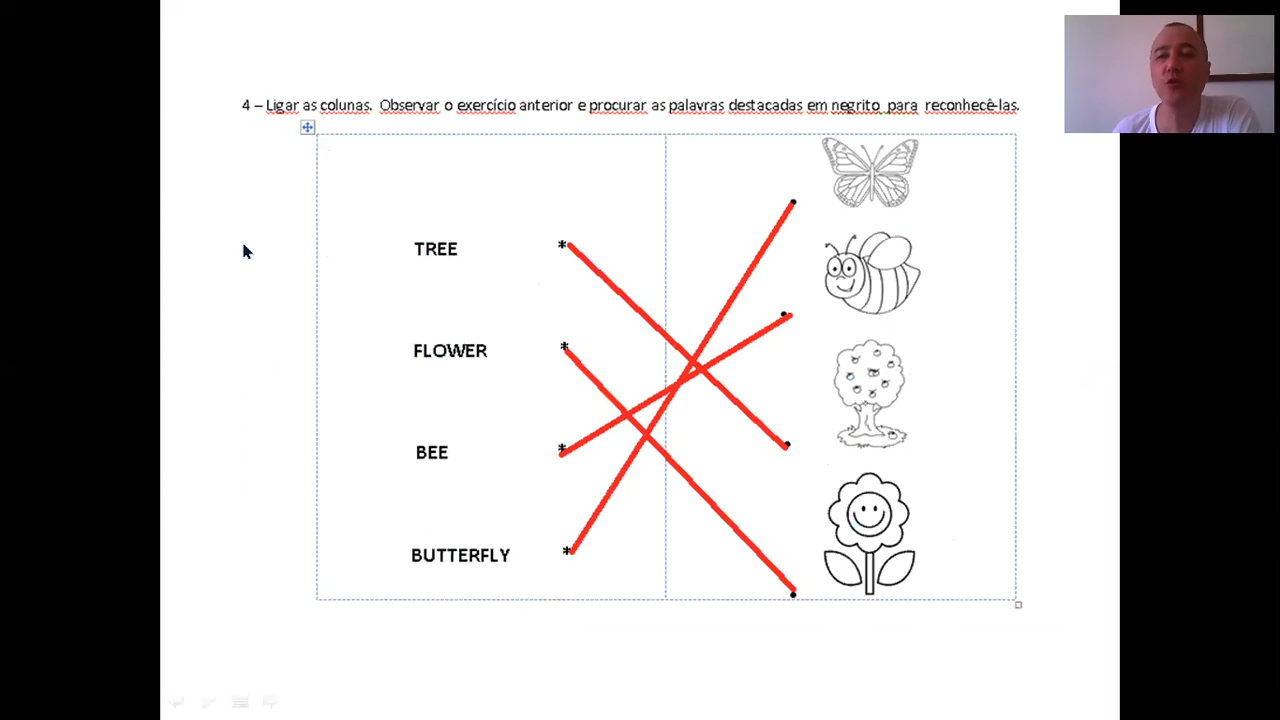 4 – Ligar as colunas. Observar o exercício anterior e procurar as palavras destacadas em negrito para reconhecê-las.
TREE *
FLOWER *
BEE *
BUTTERFLY *